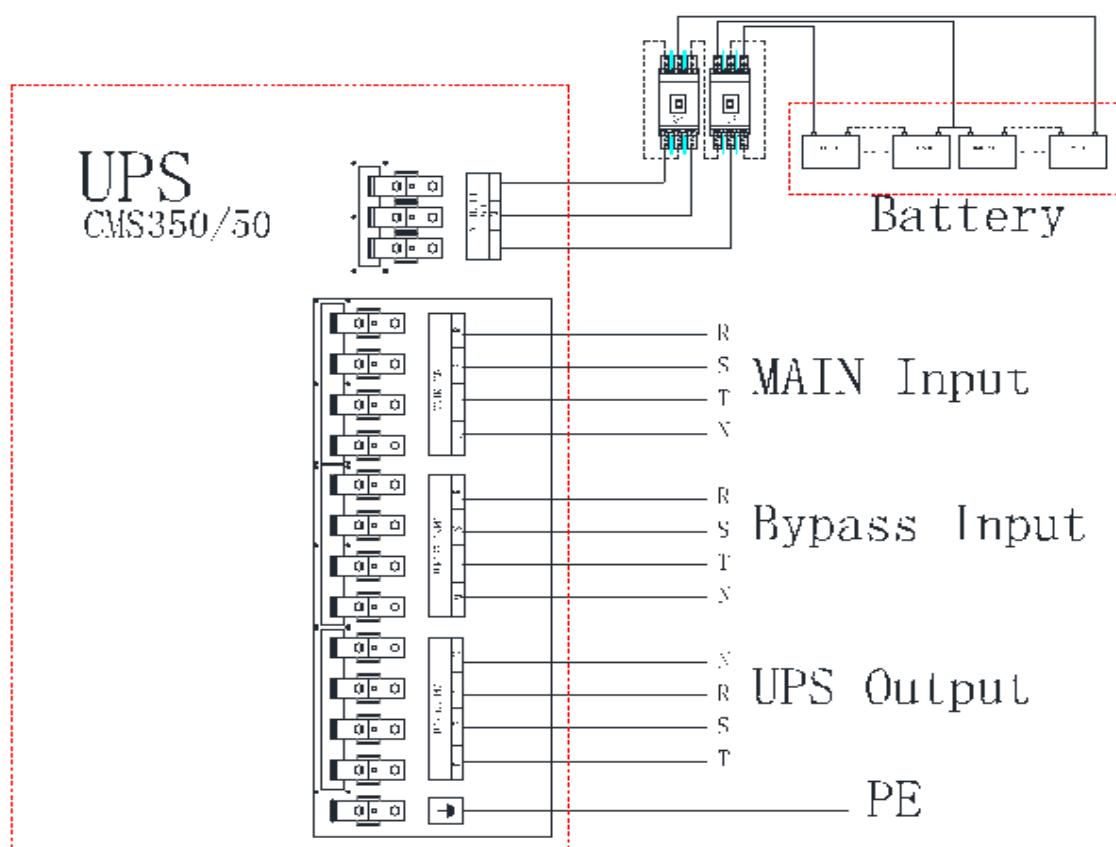 UPS
CMS350/50
Battery
R
S
T
N
MAIN Input
R
S
T
N
Bypass Input
N
R
S
T
UPS Output
PE